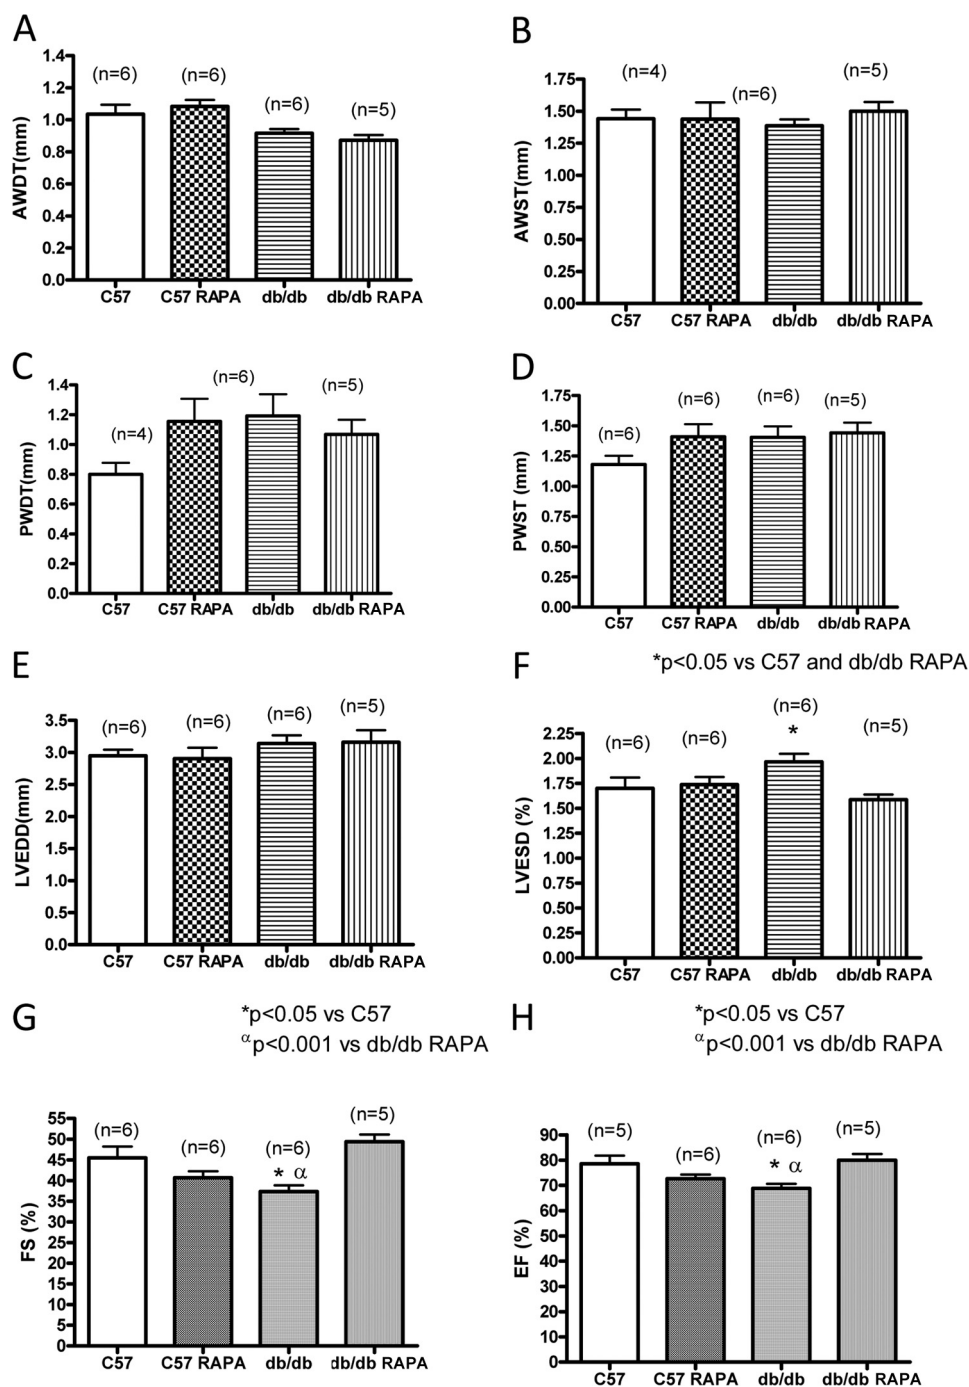 A
AWDT(mm)
1.4
1.2
1.0
0.8
0.6
0.4
0.2
0.0
(n=6)
(n=6)
(n=6)
(n=5)
C57
C57 RAPA
db/db
db/db RAPA
B
AWST(mm)
1.75
1.50
1.25
1.00
0.75
0.50
0.25
0.00
(n=4)
(n=6)
(n=5)
C57
C57 RAPA
db/db
db/db RAPA
C
PWDT(mm)
1.4
1.2
1.0
0.8
0.6
0.4
0.2
0.0
(n=4)
(n=6)
(n=5)
C57
C57 RAPA
db/db
db/db RAPA
D
PWST (mm)
1.75
1.50
1.25
1.00
0.75
0.50
0.25
0.00
(n=6)
(n=6)
(n=6)
(n=5)
C57
C57 RAPA
db/db
db/db RAPA
E
LVEDD(mm)
3.5
3.0
2.5
2.0
1.5
1.0
0.5
0.0
(n=6)
(n=6)
(n=6)
(n=5)
C57
C57 RAPA
db/db
db/db RAPA
F
*p<0.05 vs C57 and db/db RAPA
LVESD (%)
2.25
2.00
1.75
1.50
1.25
1.00
0.75
0.50
0.25
0.00
(n=6)
(n=6)
(n=6)
*
(n=5)
C57
C57 RAPA
db/db
db/db RAPA
G
*p<0.05 vs C57
αp<0.001 vs db/db RAPA
FS (%)
55
50
45
40
35
30
25
20
15
10
5
0
(n=6)
(n=6)
(n=6)
* α
(n=5)
C57
C57 RAPA
db/db
db/db RAPA
H
*p<0.05 vs C57
αp<0.001 vs db/db RAPA
EF (%)
90
80
70
60
50
40
30
20
10
0
(n=5)
(n=6)
(n=6)
* α
(n=5)
C57
C57 RAPA
db/db
db/db RAPA